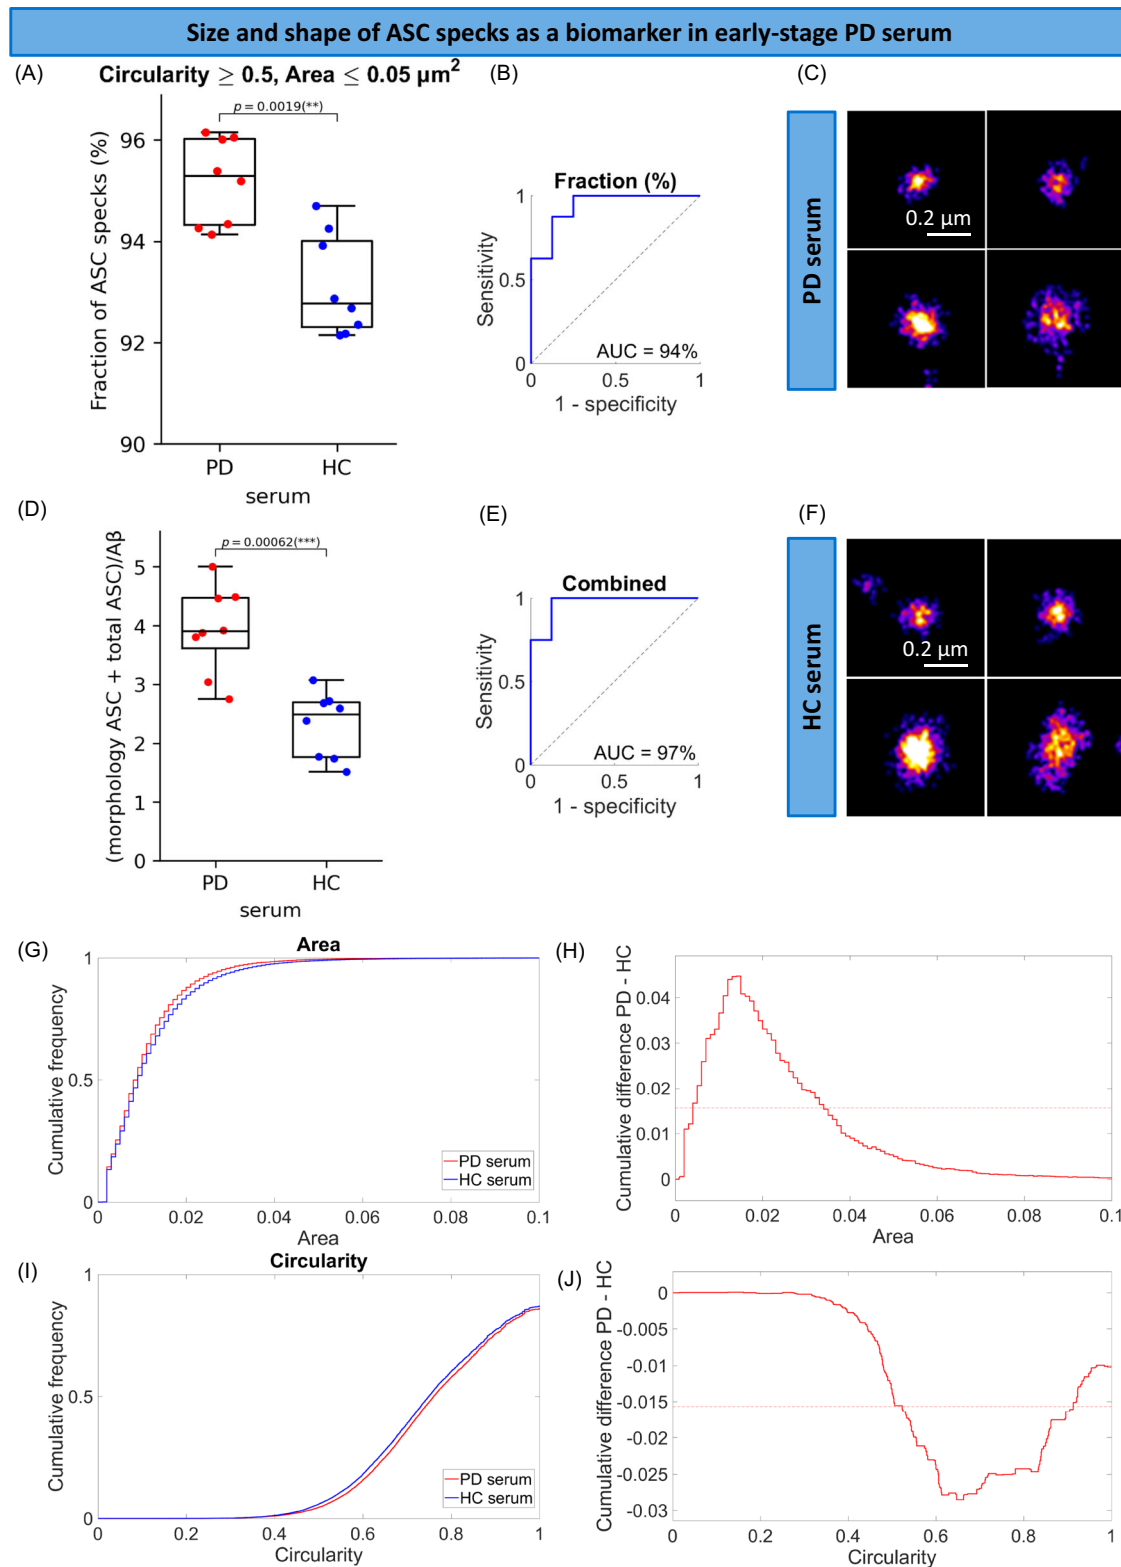 Size and shape of ASC specks as a biomarker in early-stage PD serum
(A)
Circularity ≥ 0.5, Area ≤ 0.05 µm²
p = 0.0019(**)
Fraction of ASC specks (%)
96
94
92
90
PD
HC
serum
(B)
Fraction (%)
Sensitivity
1
0.5
0
AUC = 94%
0
0.5
1
1 - specificity
(C)
PD serum
0.2 µm
(D)
p = 0.00062(***)
(morphology ASC + total ASC)/Aβ
5
4
3
2
1
0
PD
HC
serum
(E)
Combined
Sensitivity
1
0.5
0
AUC = 97%
0
0.5
1
1 - specificity
(F)
HC serum
0.2 µm
(G)
Area
Cumulative frequency
1
0.5
0
PD serum
HC serum
0
0.02
0.04
0.06
0.08
0.1
Area
(H)
Cumulative difference PD - HC
0.04
0.03
0.02
0.01
0
0
0.02
0.04
0.06
0.08
0.1
Area
(I)
Circularity
Cumulative frequency
1
0.5
0
PD serum
HC serum
0
0.2
0.4
0.6
0.8
1
Circularity
(J)
Cumulative difference PD - HC
0
-0.005
-0.01
-0.015
-0.02
-0.025
-0.03
0
0.2
0.4
0.6
0.8
1
Circularity